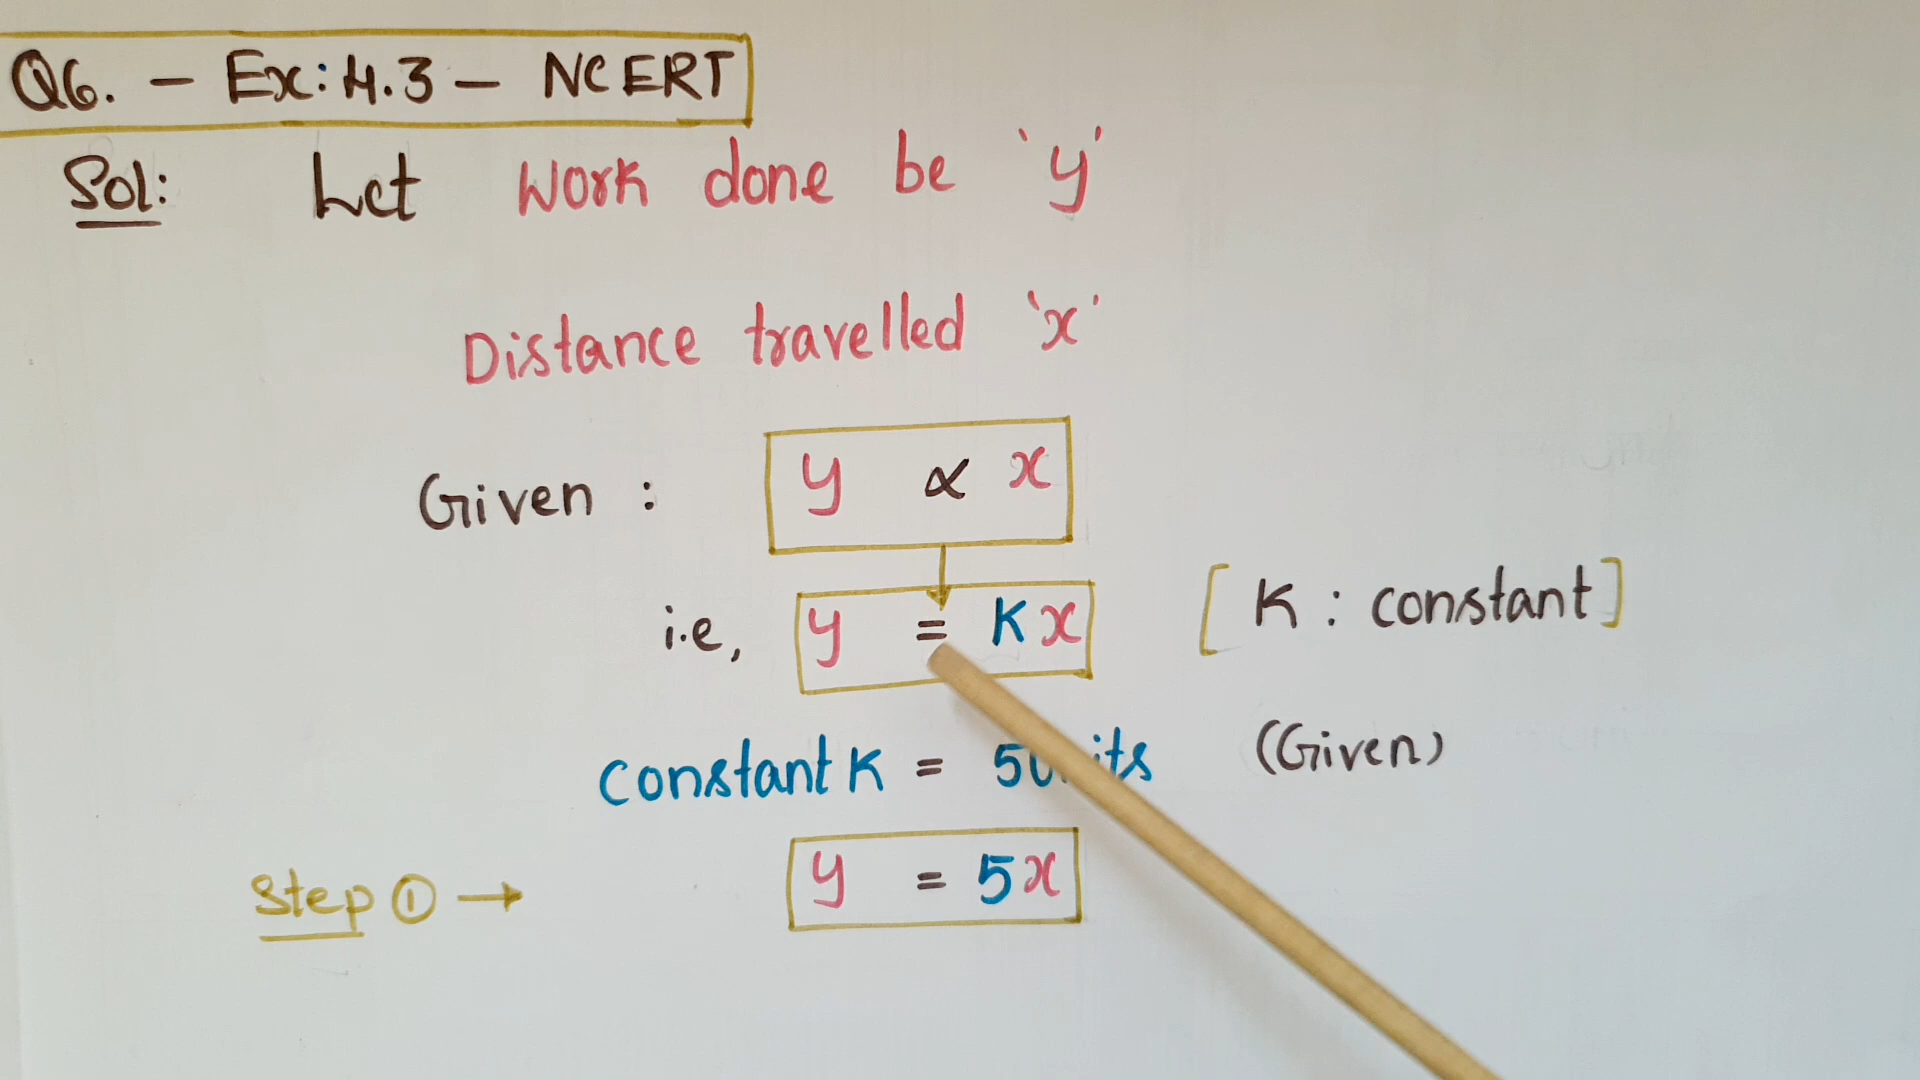 Q6. - Ex: 4.3 - NCERT
Sol: Let Work done be 'y'
Distance travelled 'x'
Given : y ∝ x
i.e, y = Kx [K : constant]
constant K = 5 (Given)
Step ① → y = 5x